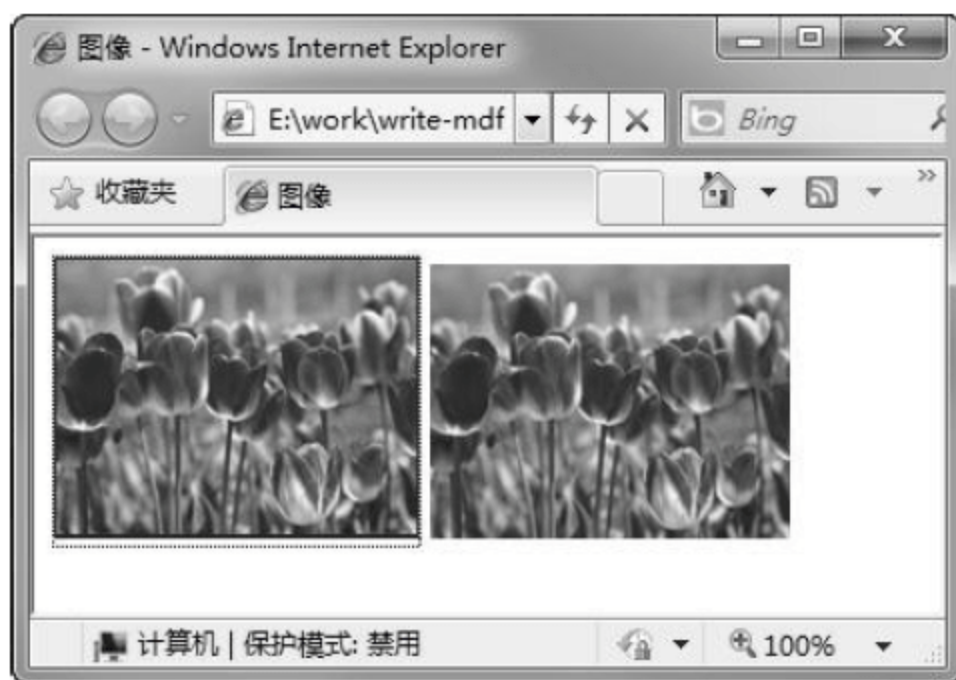 图像 - Windows Internet Explorer
E:\work\write-mdf
Bing
收藏夹
图像
计算机 | 保护模式: 禁用
100%